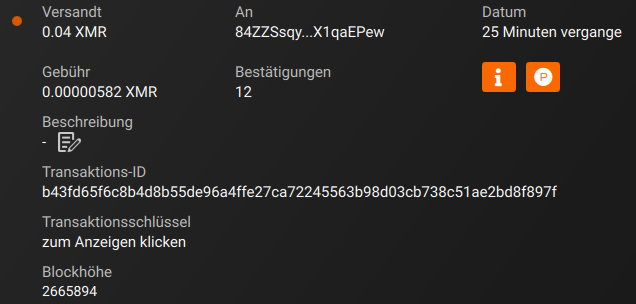 Versandt An Datum
0.04 XMR 84ZZSsqy...X1qaEPew 25 Minuten vergange
Gebühr Bestätigungen
0.00000582 XMR 12
i P
Beschreibung
-
Transaktions-ID
b43fd65f6c8b4d8b55de96a4ffe27ca72245563b98d03cb738c51ae2bd8f897f
Transaktionsschlüssel
zum Anzeigen klicken
Blockhöhe
2665894